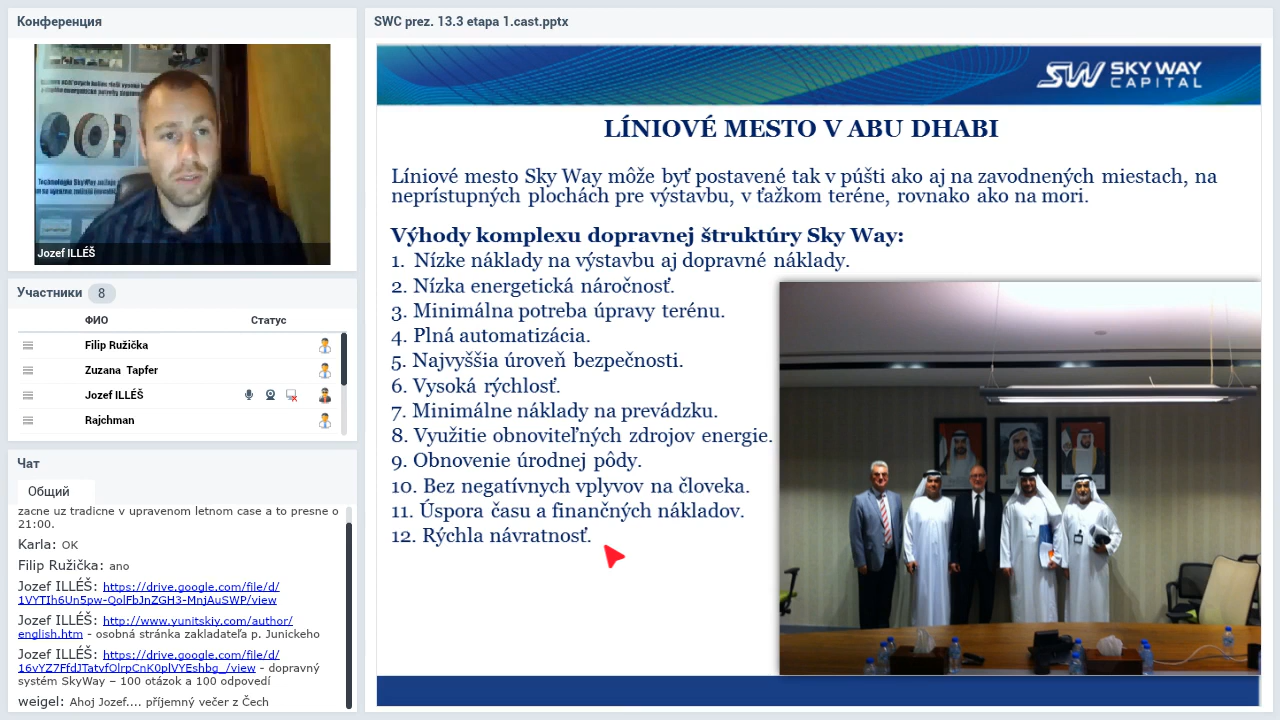 Конференция
Jozef ILLÉŠ
Участники 8
ФИО Статус
Filip Ružička
Zuzana Tapfer
Jozef ILLÉŠ
Rajchman
Чат
Общий
zacne uz tradicne v upravenom letnom case a to presne o
21:00.
Karla: OK
Filip Ružička: ano
Jozef ILLÉŠ: https://drive.google.com/file/d/
1VYTIh6Un5pw-QolFbJnZGH3-MnjAuSWP/view
Jozef ILLÉŠ: http://www.yunitskiy.com/author/
english.htm - osobná stránka zakladateľa p. Junickeho
Jozef ILLÉŠ: https://drive.google.com/file/d/
16vYZ7FfdJTatvfOlrpCnK0plVYEshbg_/view - dopravný
systém SkyWay – 100 otázok a 100 odpovedí
weigel: Ahoj Jozef.... příjemný večer z Čech
SWC prez. 13.3 etapa 1.cast.pptx
SW SKY WAY
CAPITAL
LÍNIOVÉ MESTO V ABU DHABI
Líniové mesto Sky Way môže byť postavené tak v púšti ako aj na zavodnených miestach, na
neprístupných plochách pre výstavbu, v ťažkom teréne, rovnako ako na mori.
Výhody komplexu dopravnej štruktúry Sky Way:
1. Nízke náklady na výstavbu aj dopravné náklady.
2. Nízka energetická náročnosť.
3. Minimálna potreba úpravy terénu.
4. Plná automatizácia.
5. Najvyššia úroveň bezpečnosti.
6. Vysoká rýchlosť.
7. Minimálne náklady na prevádzku.
8. Využitie obnoviteľných zdrojov energie.
9. Obnovenie úrodnej pôdy.
10. Bez negatívnych vplyvov na človeka.
11. Úspora času a finančných nákladov.
12. Rýchla návratnosť.